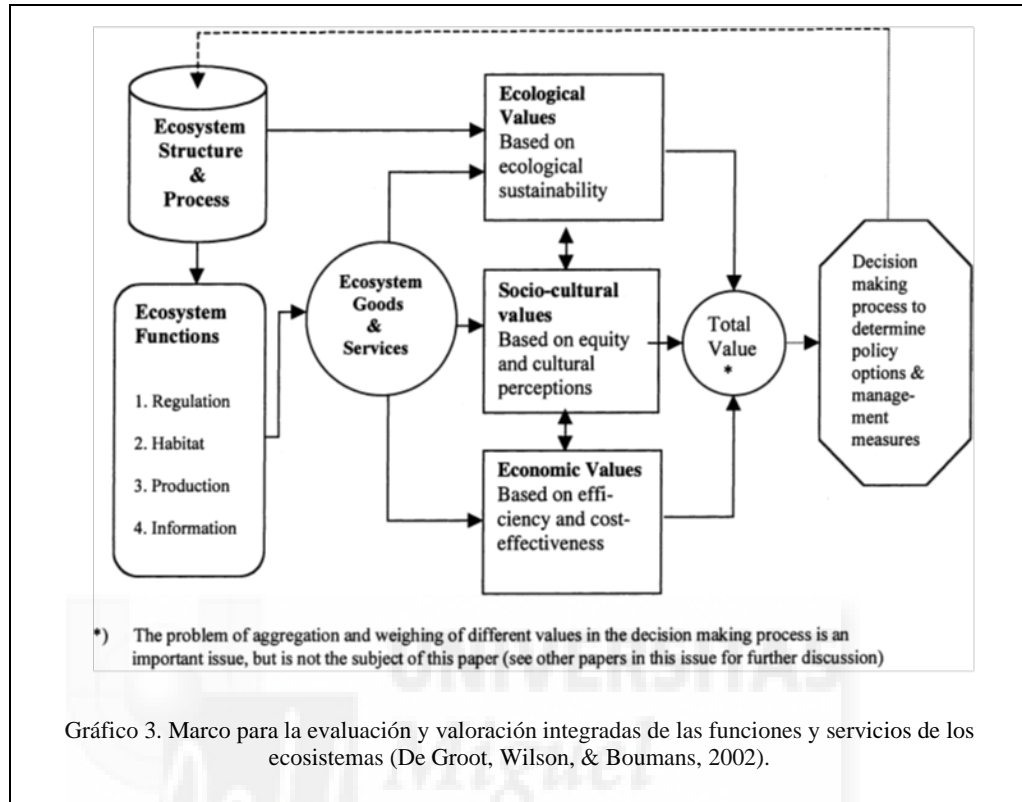 Ecosystem
Structure
&
Process
Ecosystem
Functions
1. Regulation
2. Habitat
3. Production
4. Information
Ecosystem
Goods
&
Services
Ecological
Values
Based on
ecological
sustainability
Socio-cultural
values
Based on equity
and cultural
perceptions
Economic Values
Based on effi-
ciency and cost-
effectiveness
Total
Value
*
Decision
making
process to
determine
policy
options &
manage-
ment
measures
*) The problem of aggregation and weighing of different values in the decision making process is an
important issue, but is not the subject of this paper (see other papers in this issue for further discussion)
UNIVERSITAS
Miguel
Gráfico 3. Marco para la evaluación y valoración integradas de las funciones y servicios de los
ecosistemas (De Groot, Wilson, & Boumans, 2002).